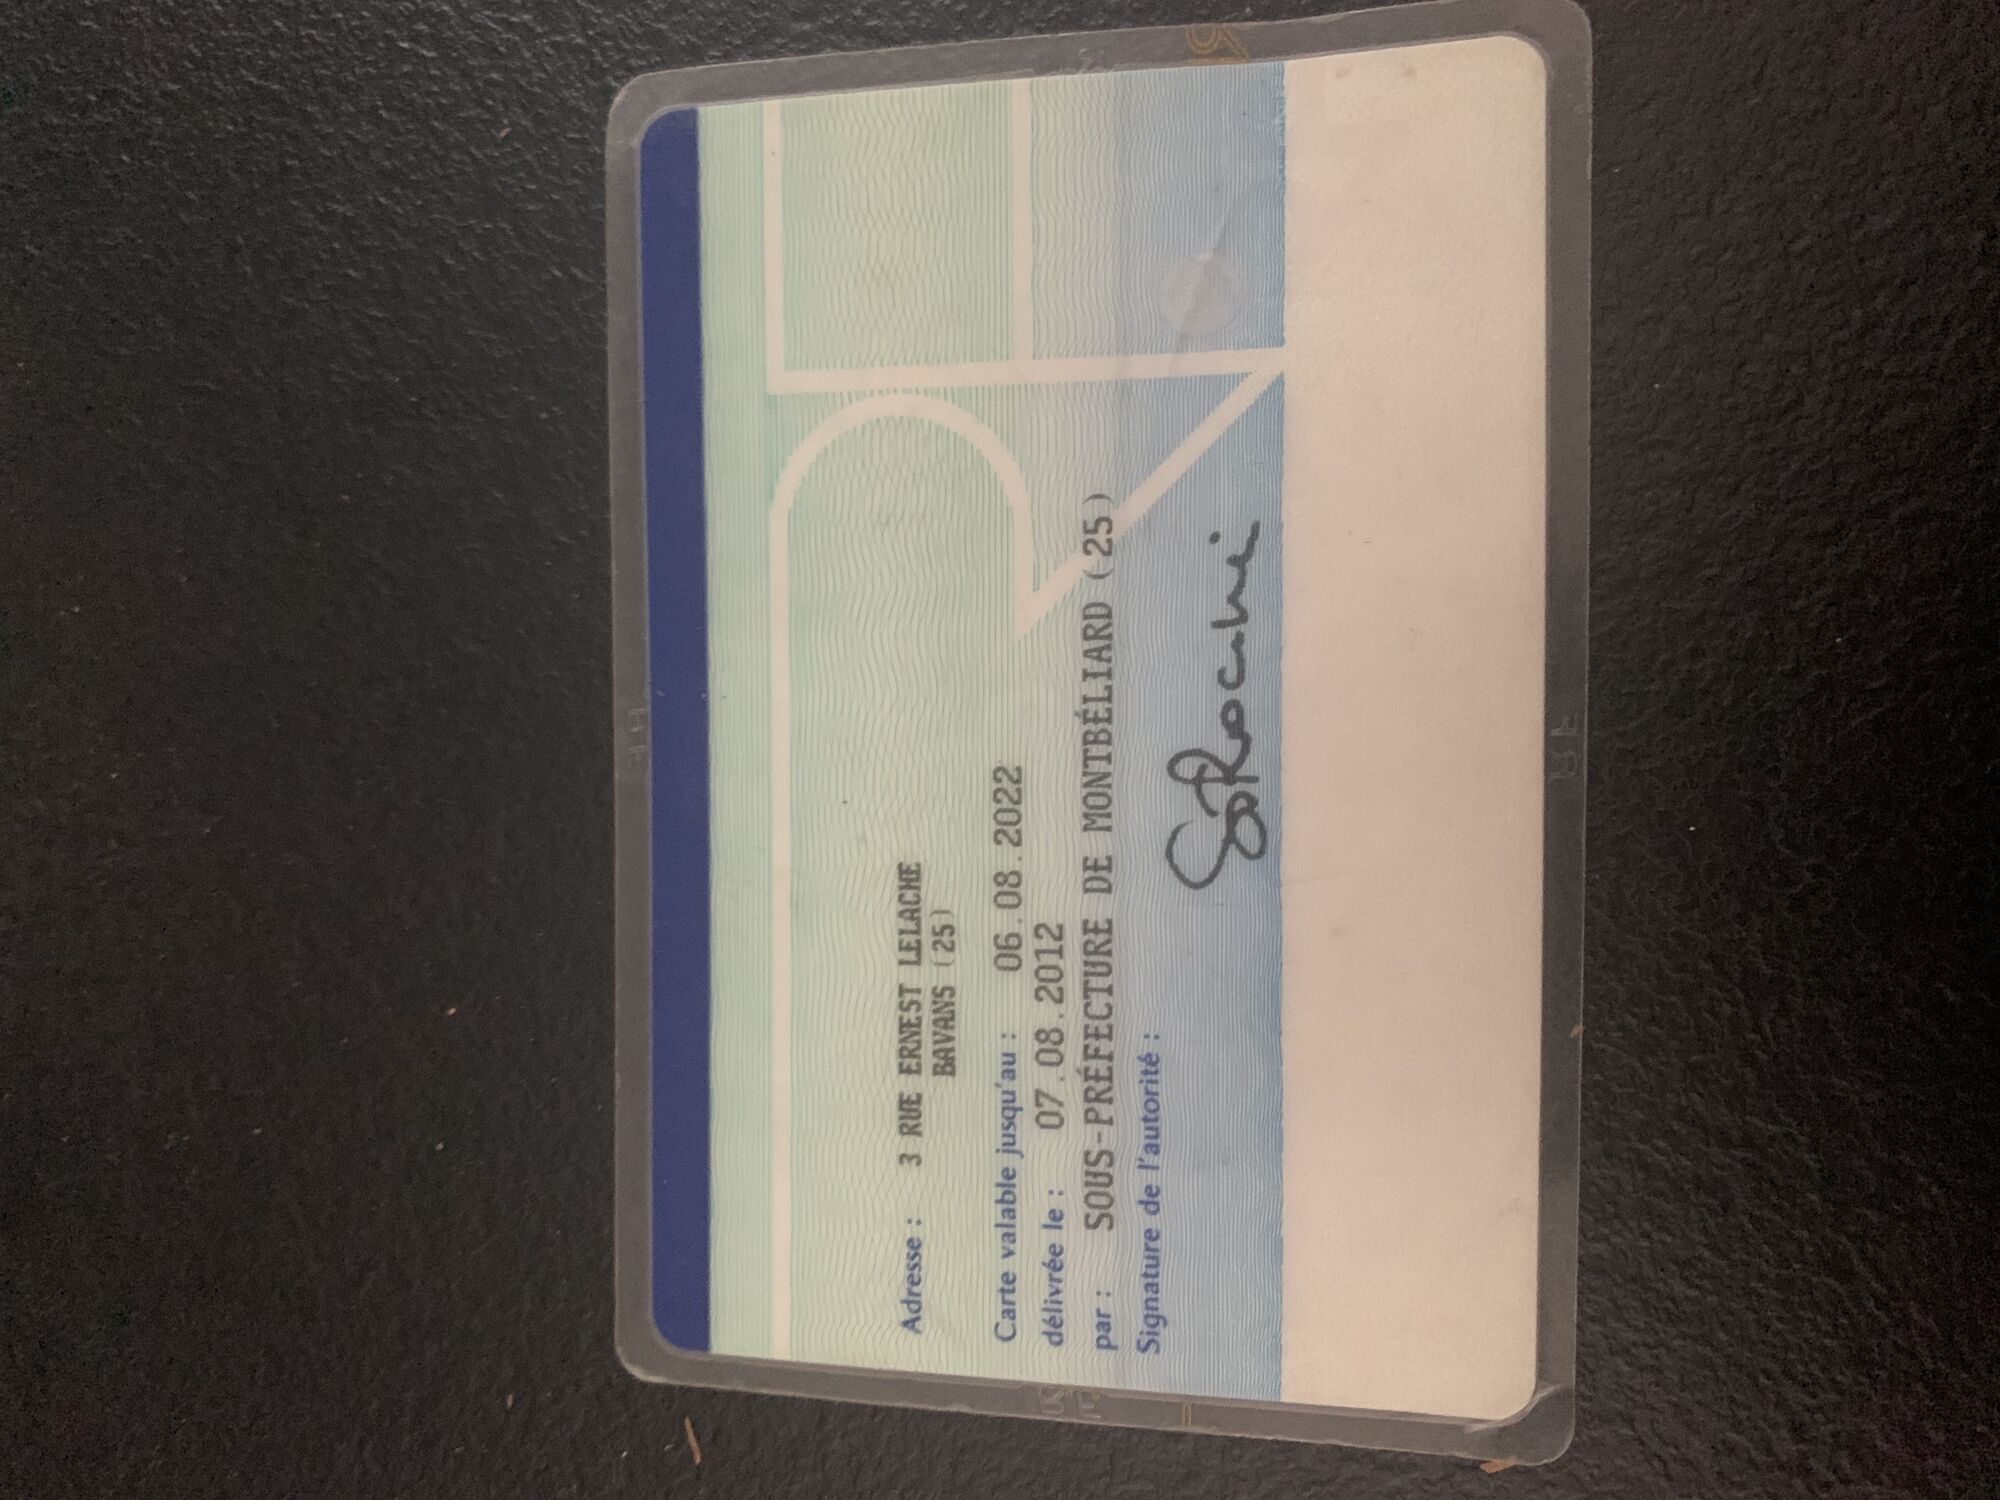 Adresse : 3 RUE ERNEST LELACHE
BAVANS (25)
Carte valable jusqu'au : 06.08.2022
délivrée le : 07.08.2012
par : SOUS-PRÉFECTURE DE MONTBÉLIARD (25)
Signature de l'autorité :